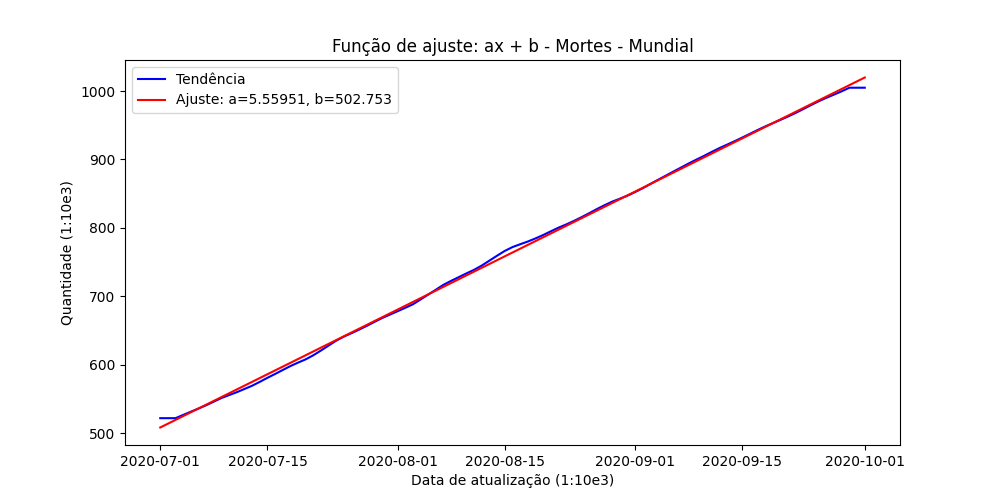 Função de ajuste: ax + b - Mortes - Mundial
Tendência
Ajuste: a=5.55951, b=502.753
Quantidade (1:10e3)
1000
900
800
700
600
500
2020-07-01 2020-07-15 2020-08-01 2020-08-15 2020-09-01 2020-09-15 2020-10-01
Data de atualização (1:10e3)